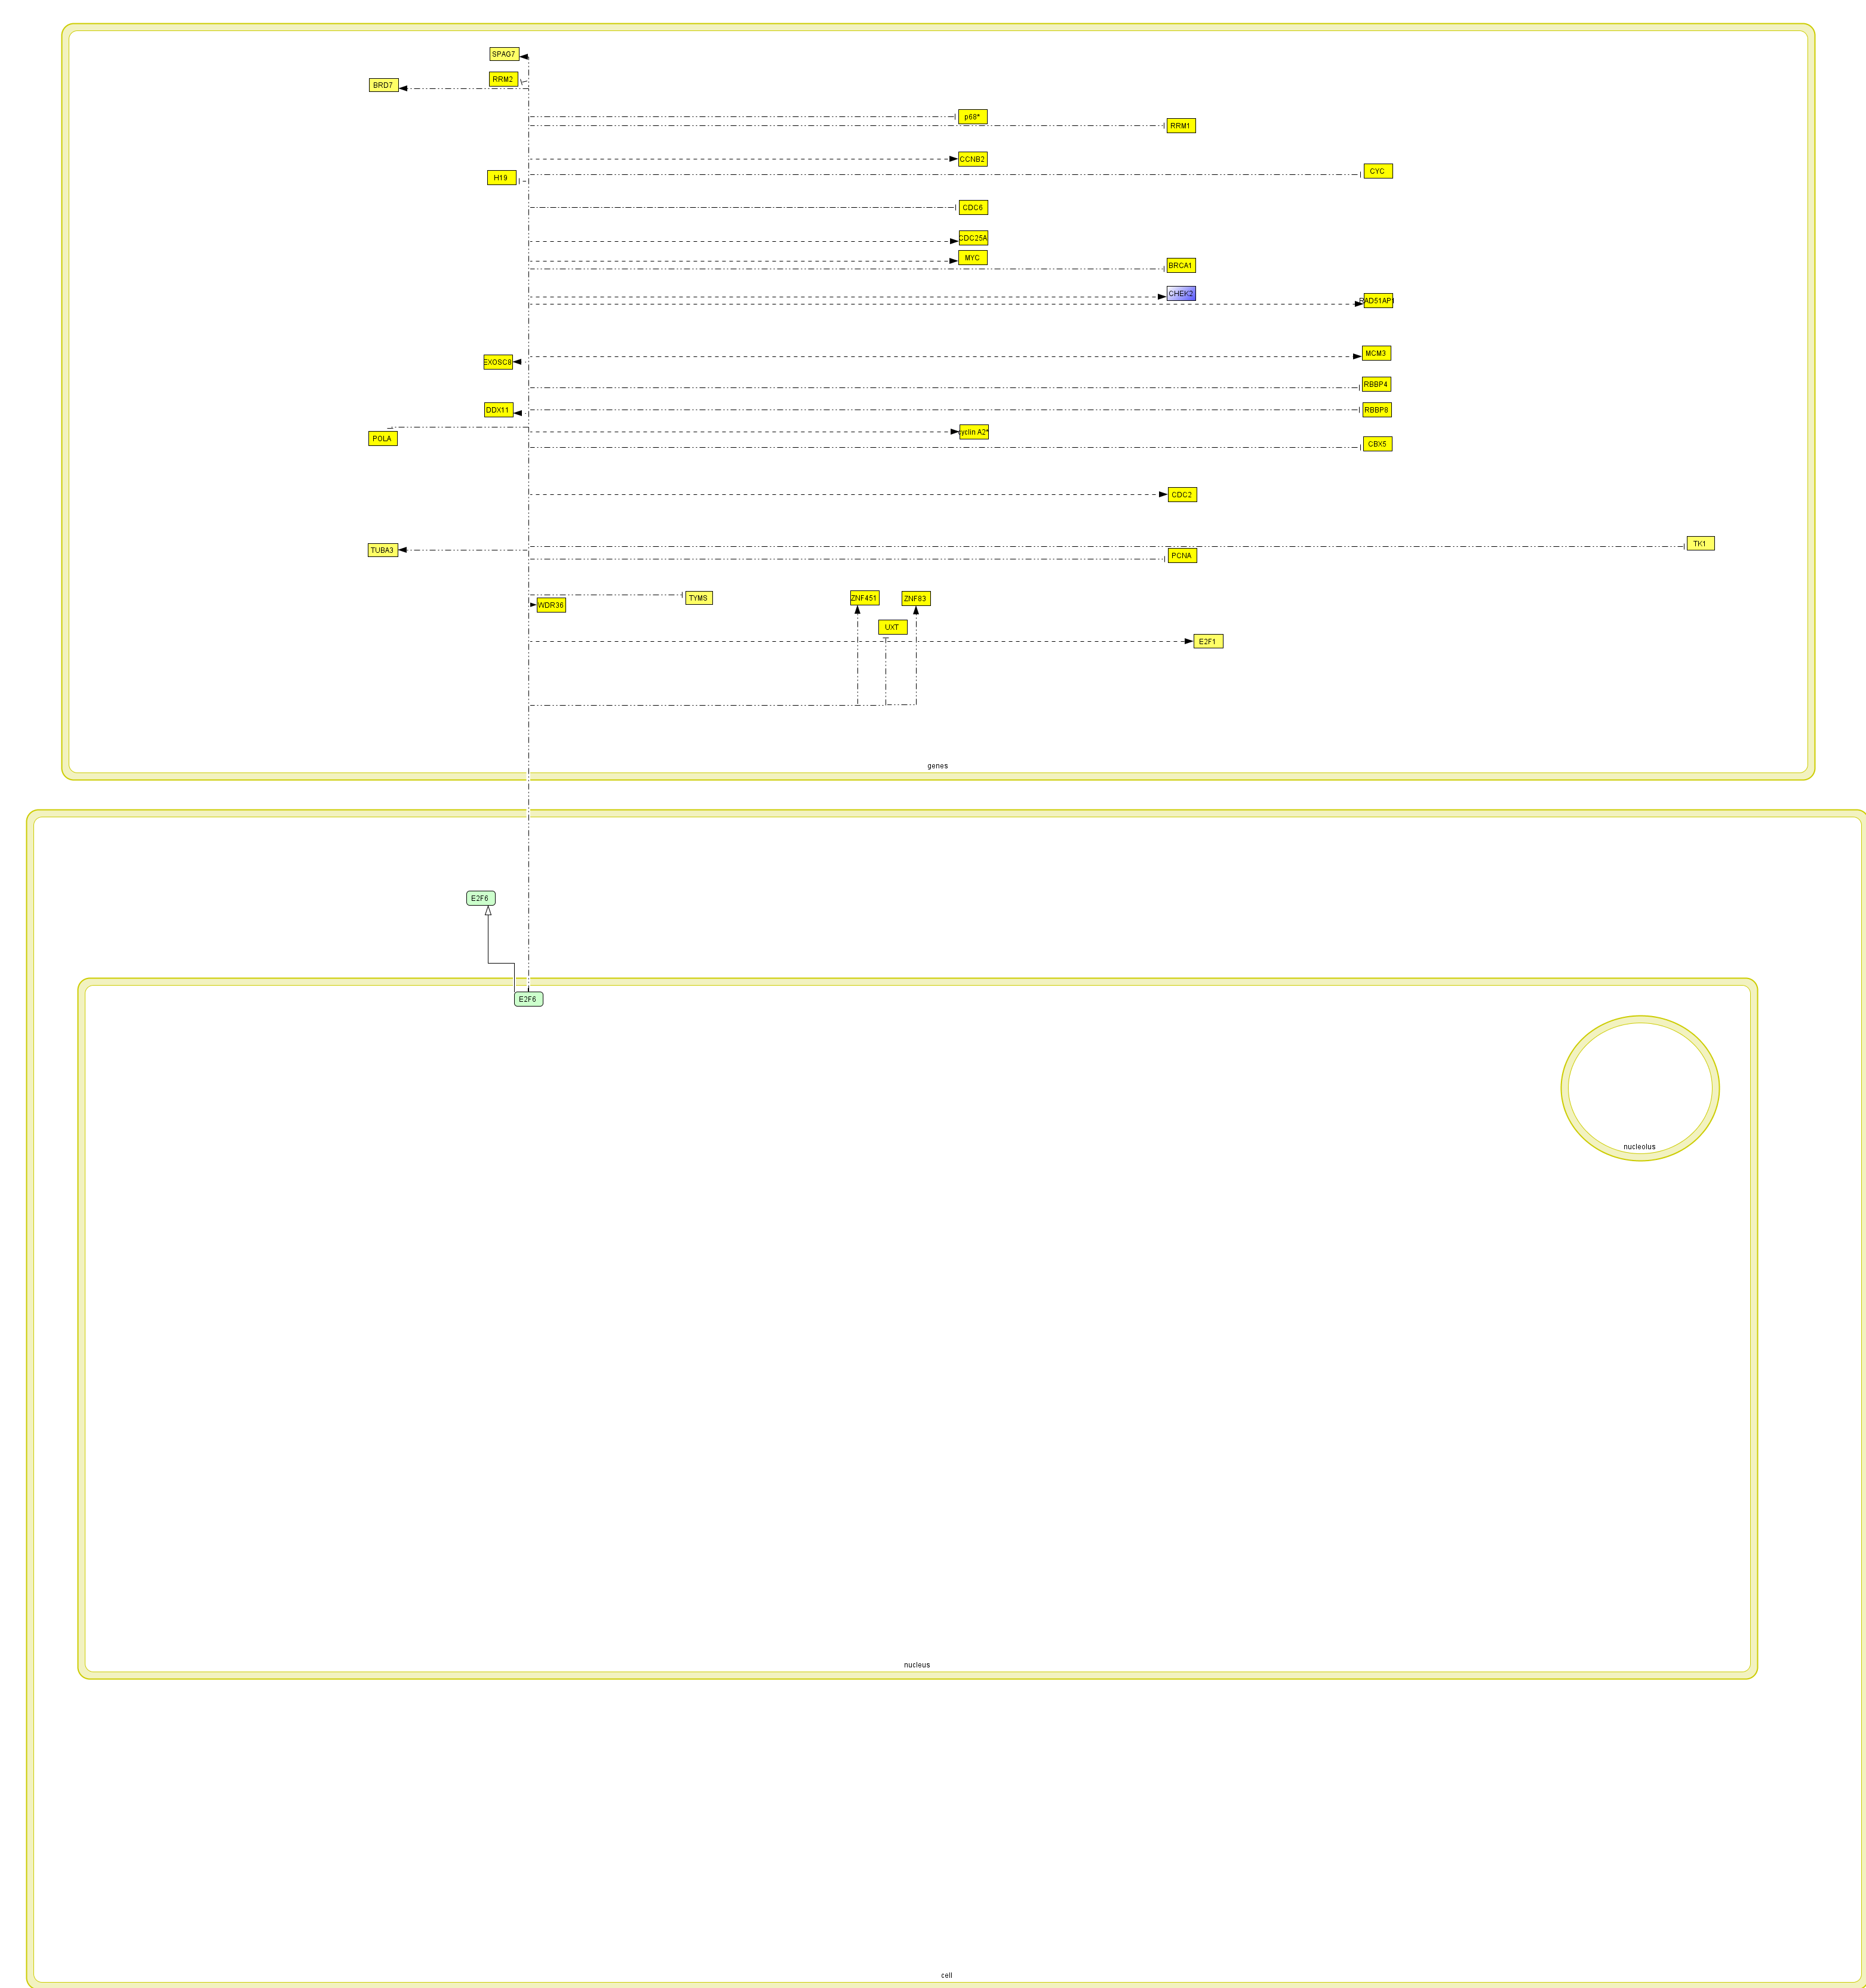 SPAG7
RRM2
BRD7
p68*
RRM1
CCNB2
CYC
H19
CDC6
CDC25A
MYC
BRCA1
CHEK2
RAD51AP1
MCM3
EXOSC8
RBBP4
DDX11
RBBP8
cyclin A2*
POLA
CBX5
CDC2
TK1
TUBA3
PCNA
TYMS
ZNF451
ZNF83
WDR36
UXT
E2F1
genes
E2F6
E2F6
nucleolus
nucleus
cell